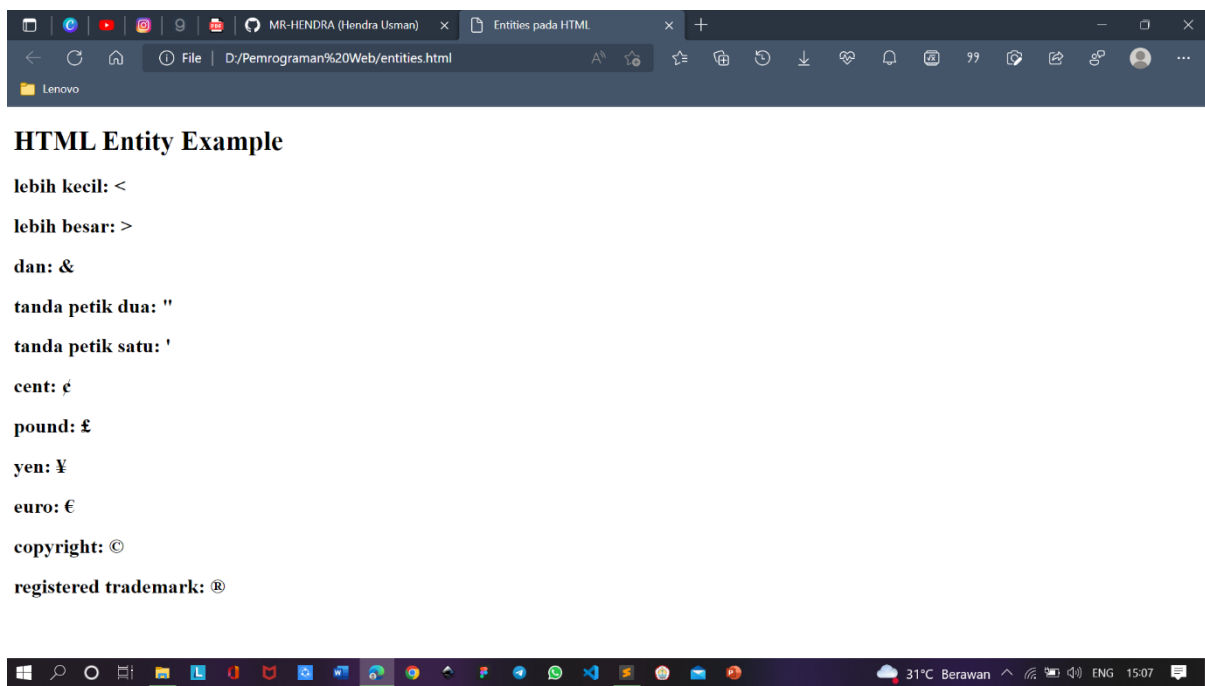 MR-HENDRA (Hendra Usman)
Entities pada HTML
File | D:/Pemrograman%20Web/entities.html
Lenovo
HTML Entity Example
lebih kecil: <
lebih besar: >
dan: &
tanda petik dua: "
tanda petik satu: '
cent: ¢
pound: £
yen: ¥
euro: €
copyright: ©
registered trademark: ®
31°C Berawan ENG 15:07